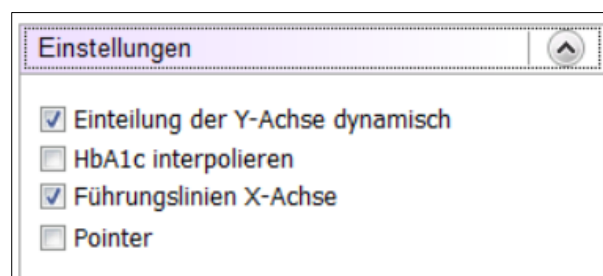 Einstellungen
Einteilung der Y-Achse dynamisch
HbA1c interpolieren
Führungslinien X-Achse
Pointer